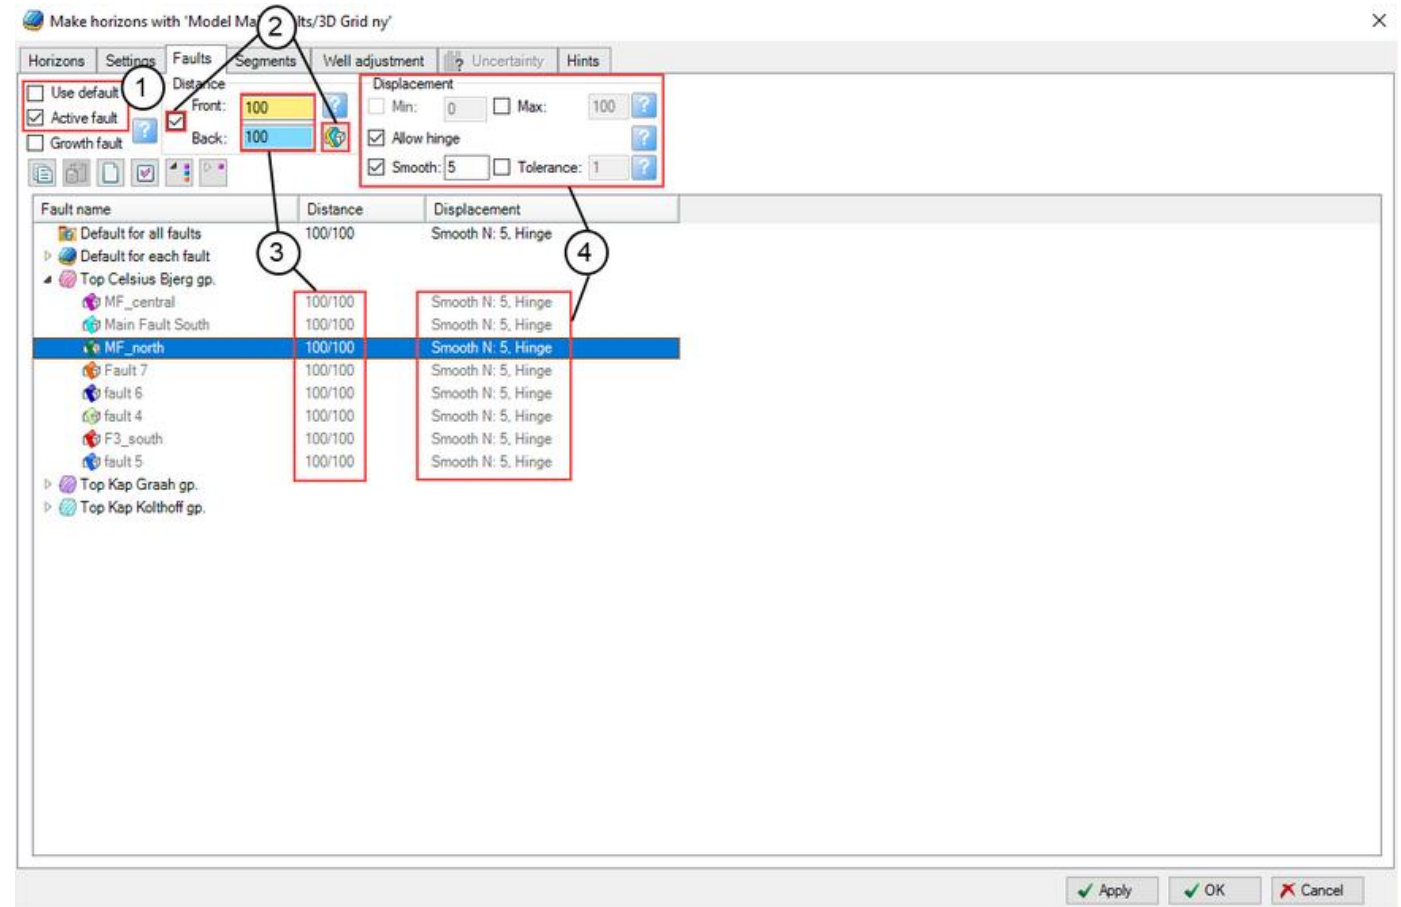 Make horizons with 'Model Ma lts/3D Grid ny'
2
Horizons Settings Faults Segments Well adjustment ? Uncertainty Hints
Use default
1
Distance
Displacement
Front: 100 ?
Min: 0 Max: 100 ?
Active fault
?
Back: 100
Allow hinge ?
Growth fault
Smooth: 5 Tolerance: 1 ?
Fault name Distance Displacement
Default for all faults 100/100 Smooth N: 5, Hinge
Default for each fault
3
4
Top Celsius Bjerg gp.
MF_central 100/100 Smooth N: 5, Hinge
Main Fault South 100/100 Smooth N: 5, Hinge
MF_north 100/100 Smooth N: 5, Hinge
Fault 7 100/100 Smooth N: 5, Hinge
fault 6 100/100 Smooth N: 5, Hinge
fault 4 100/100 Smooth N: 5, Hinge
F3_south 100/100 Smooth N: 5, Hinge
fault 5 100/100 Smooth N: 5, Hinge
Top Kap Graah gp.
Top Kap Kolthoff gp.
Apply OK Cancel